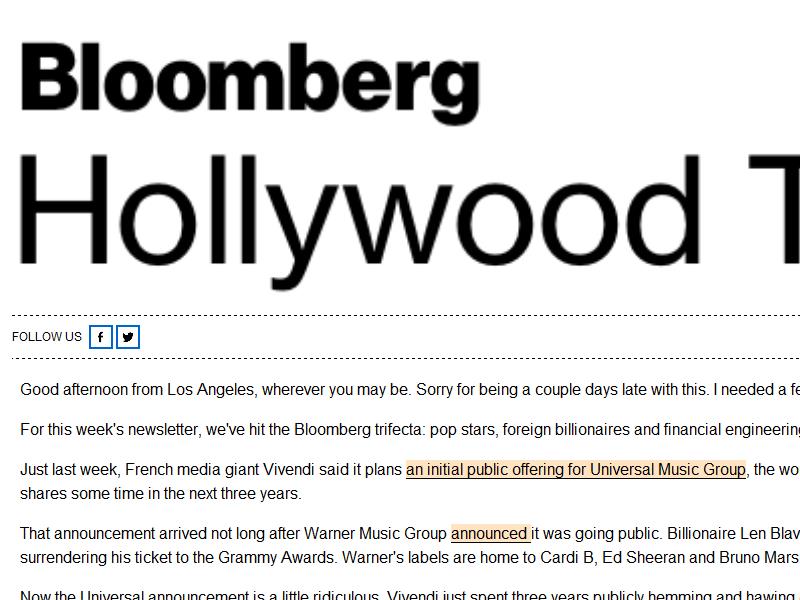 Bloomberg
Hollywood T
FOLLOW US
Good afternoon from Los Angeles, wherever you may be. Sorry for being a couple days late with this. I needed a fe
For this week's newsletter, we've hit the Bloomberg trifecta: pop stars, foreign billionaires and financial engineering
Just last week, French media giant Vivendi said it plans an initial public offering for Universal Music Group, the wo
shares some time in the next three years.
That announcement arrived not long after Warner Music Group announced it was going public. Billionaire Len Blav
surrendering his ticket to the Grammy Awards. Warner's labels are home to Cardi B, Ed Sheeran and Bruno Mars
Now the Universal announcement is a little ridiculous. Vivendi just spent three years publicly hemming and hawing